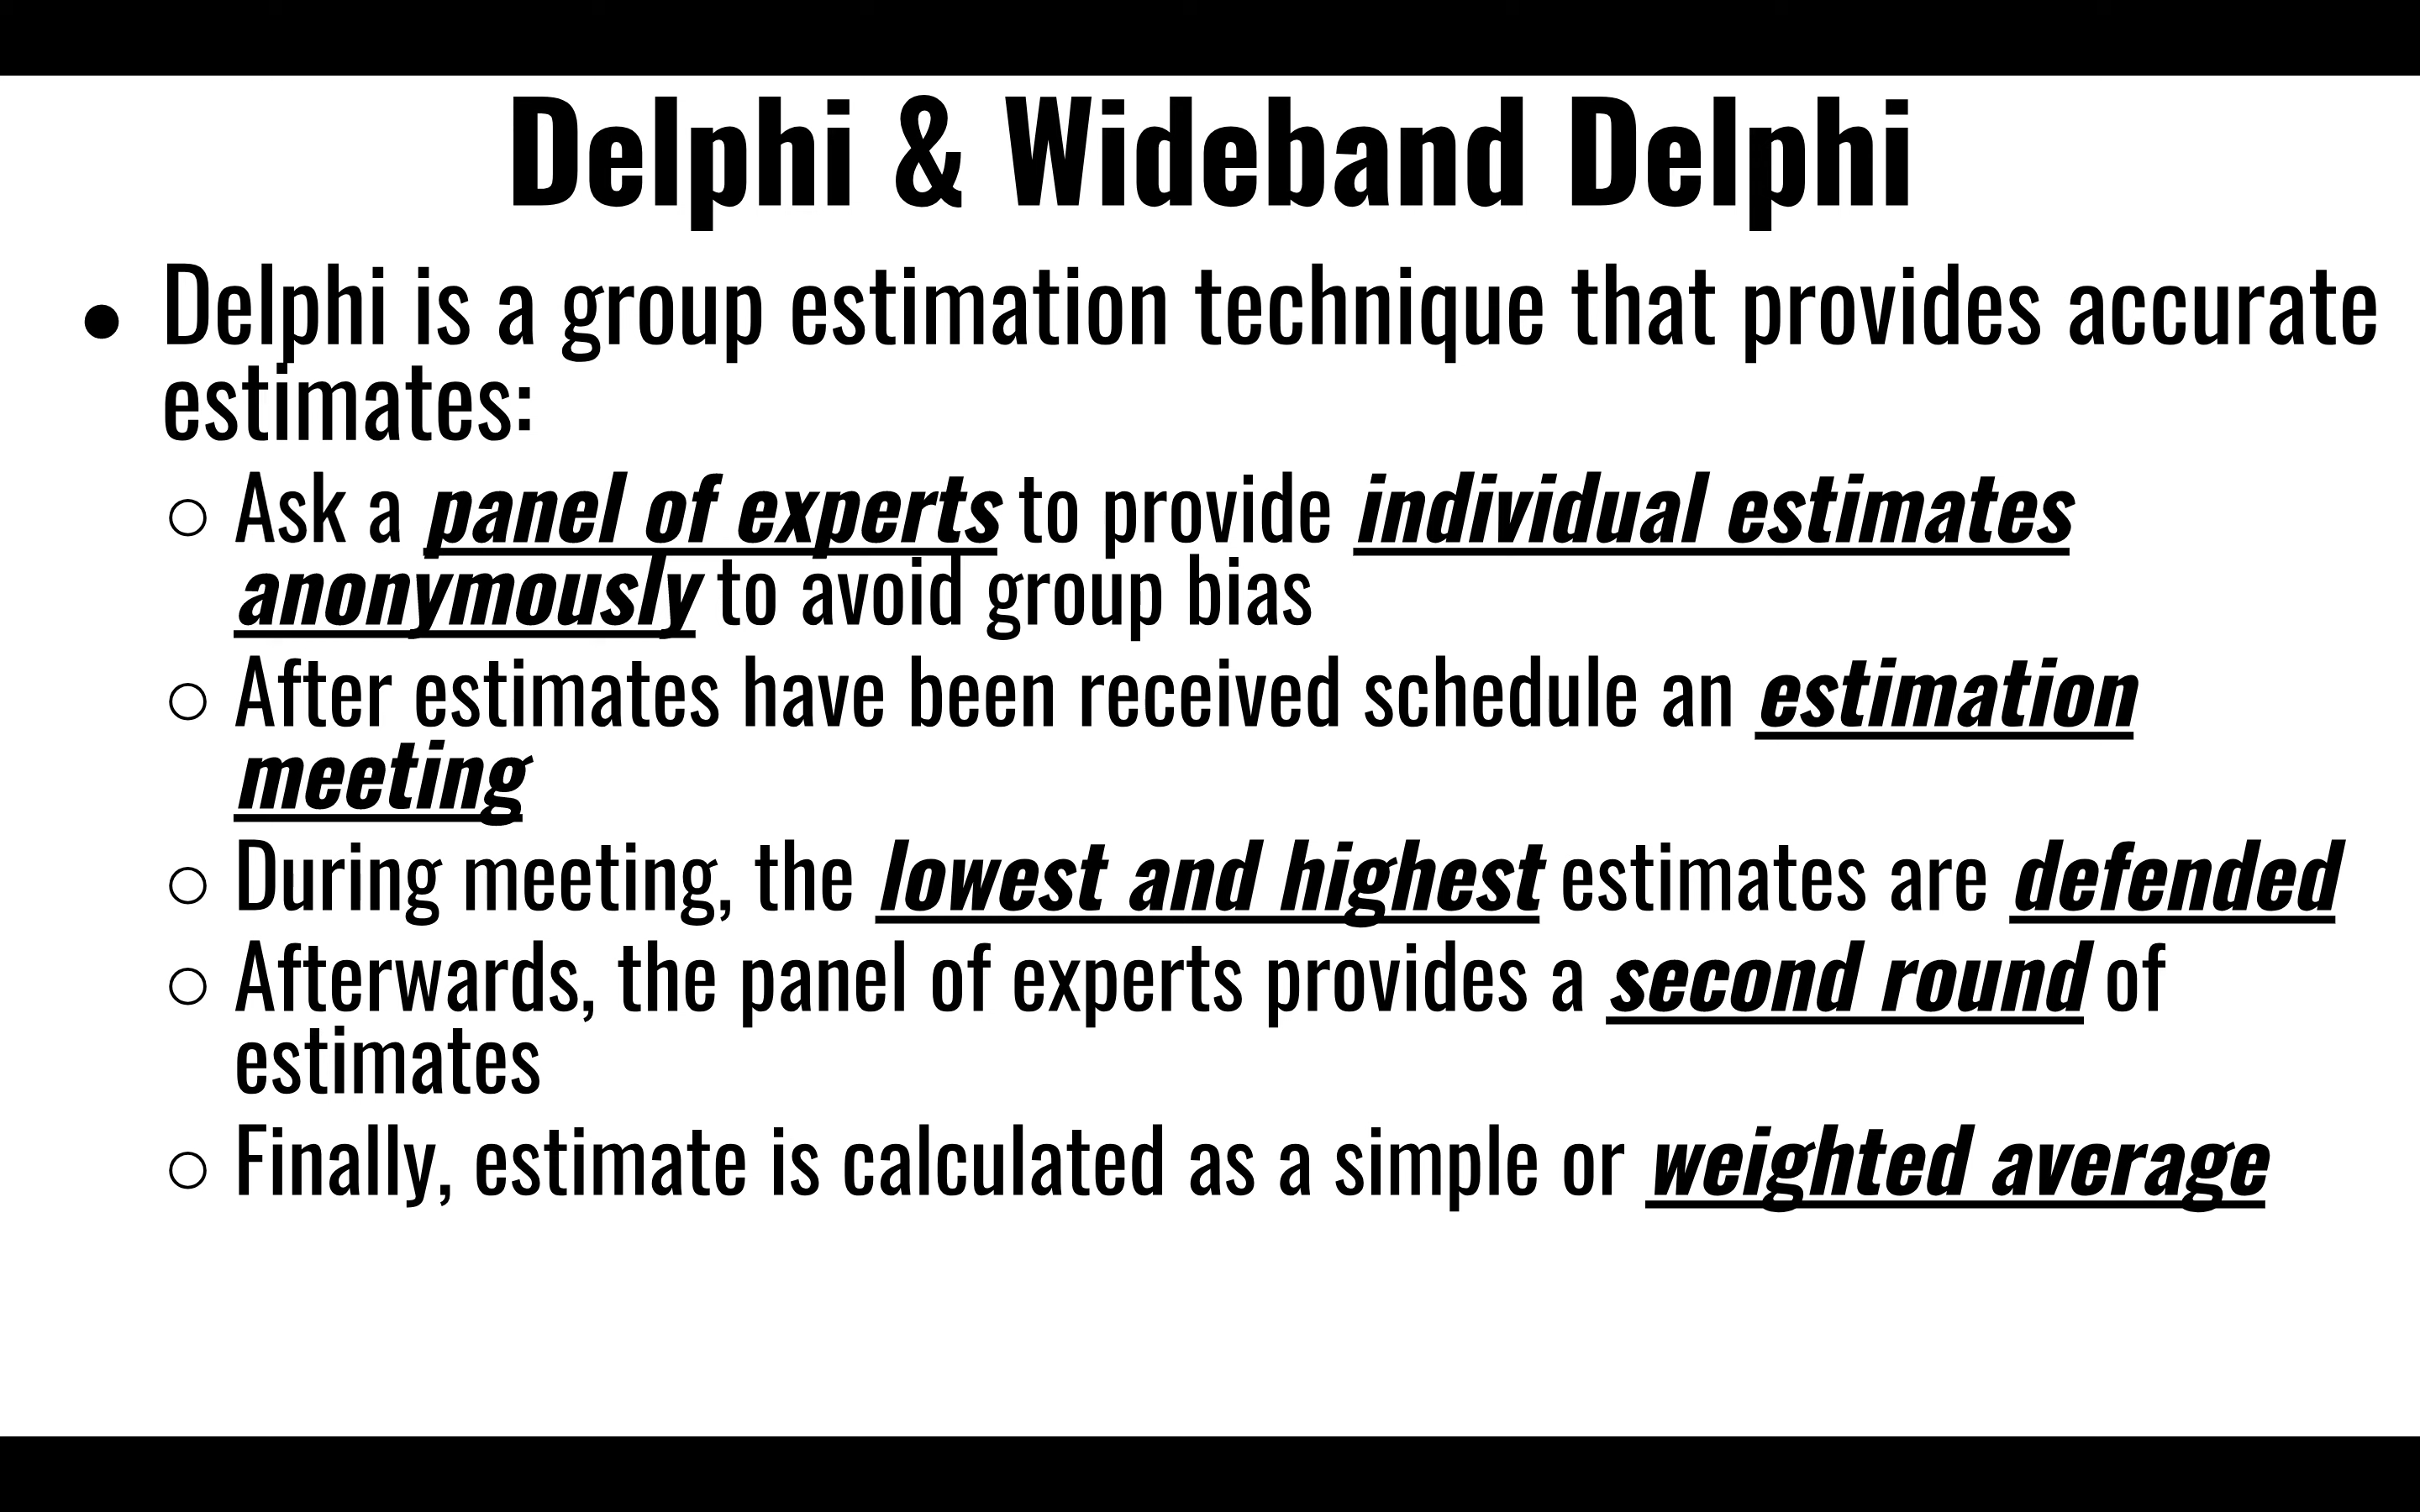 Delphi & Wideband Delphi
● Delphi is a group estimation technique that provides accurate
estimates:
○ Ask a panel of experts to provide individual estimates
anonymously to avoid group bias
○ After estimates have been received schedule an estimation
meeting
○ During meeting, the lowest and highest estimates are defended
○ Afterwards, the panel of experts provides a second round of
estimates
○ Finally, estimate is calculated as a simple or weighted average